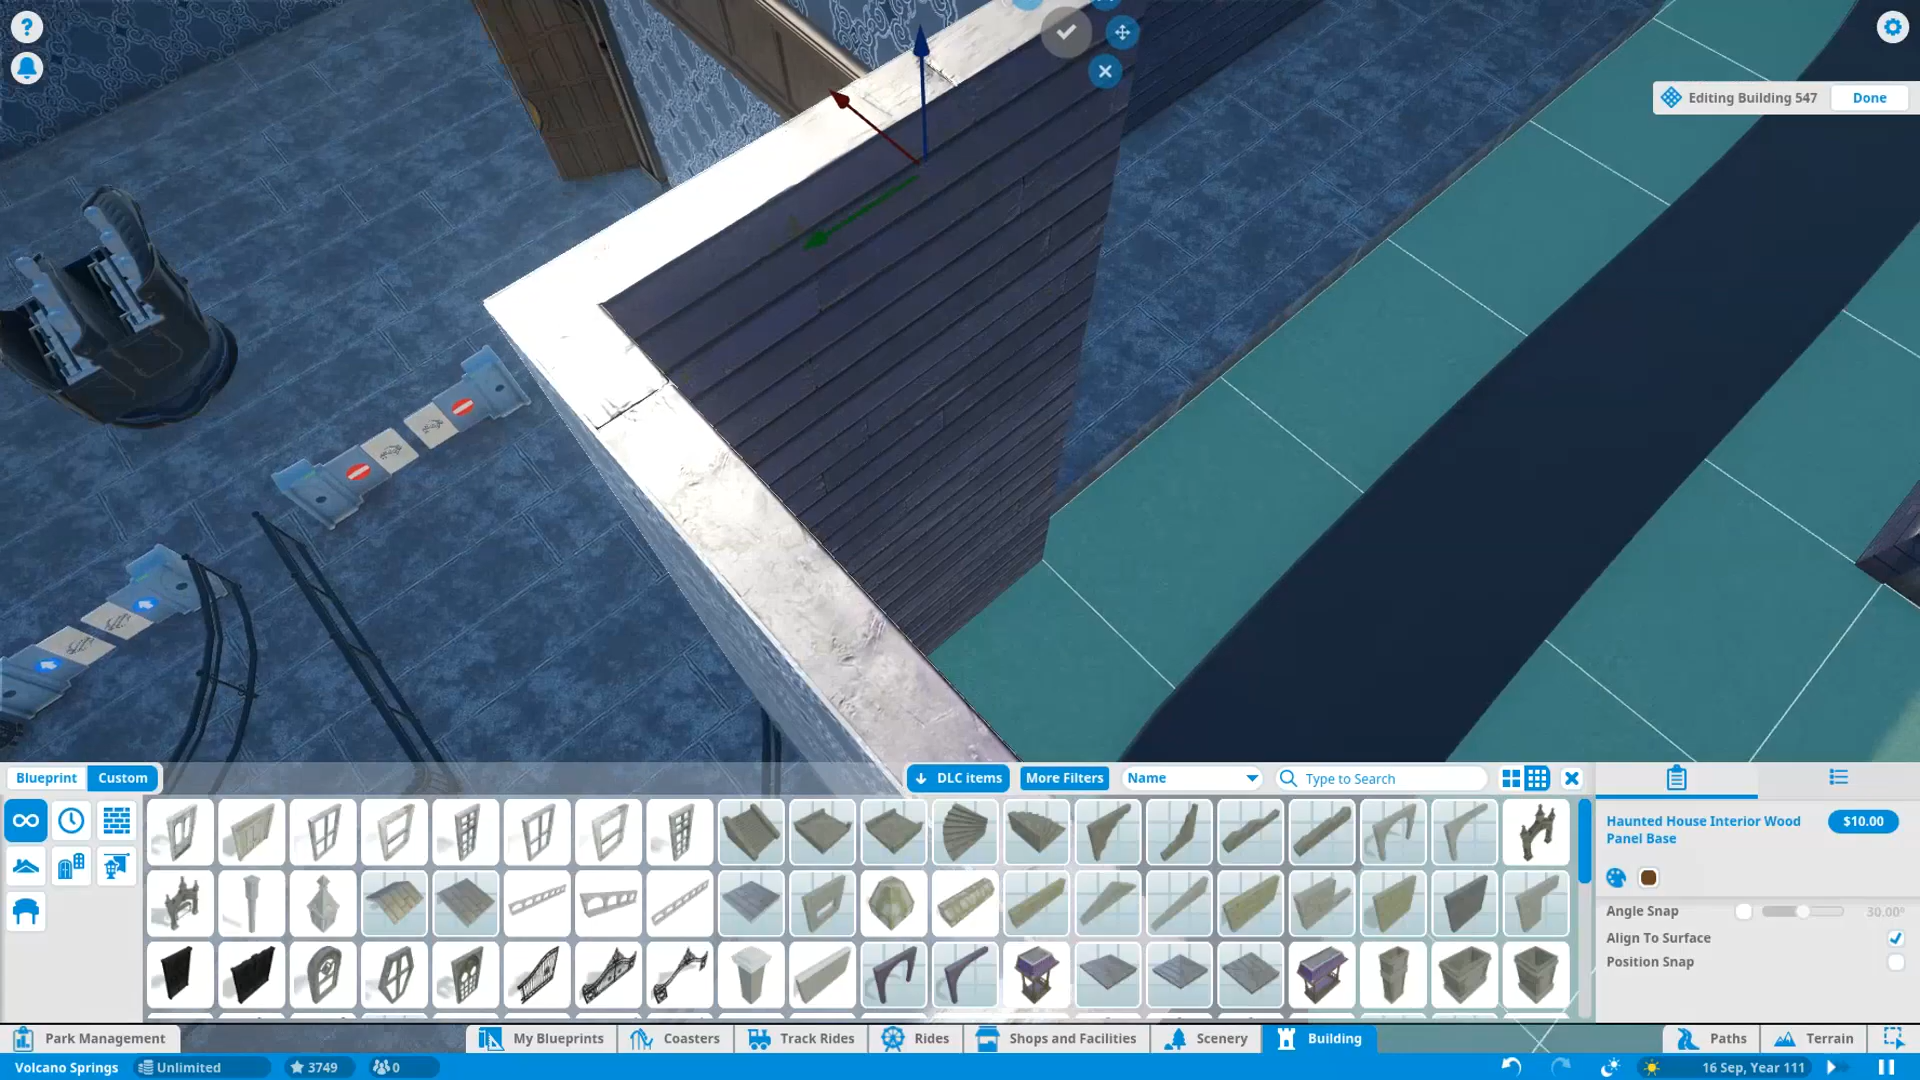 ?
Editing Building 547 Done
Blueprint Custom DLC items More Filters Name Type to Search
Haunted House Interior Wood Panel Base $10.00
Angle Snap 30.00°
Align To Surface
Position Snap
Park Management My Blueprints Coasters Track Rides Rides Shops and Facilities Scenery Building Paths Terrain
Volcano Springs Unlimited 3749 0 16 Sep, Year 111